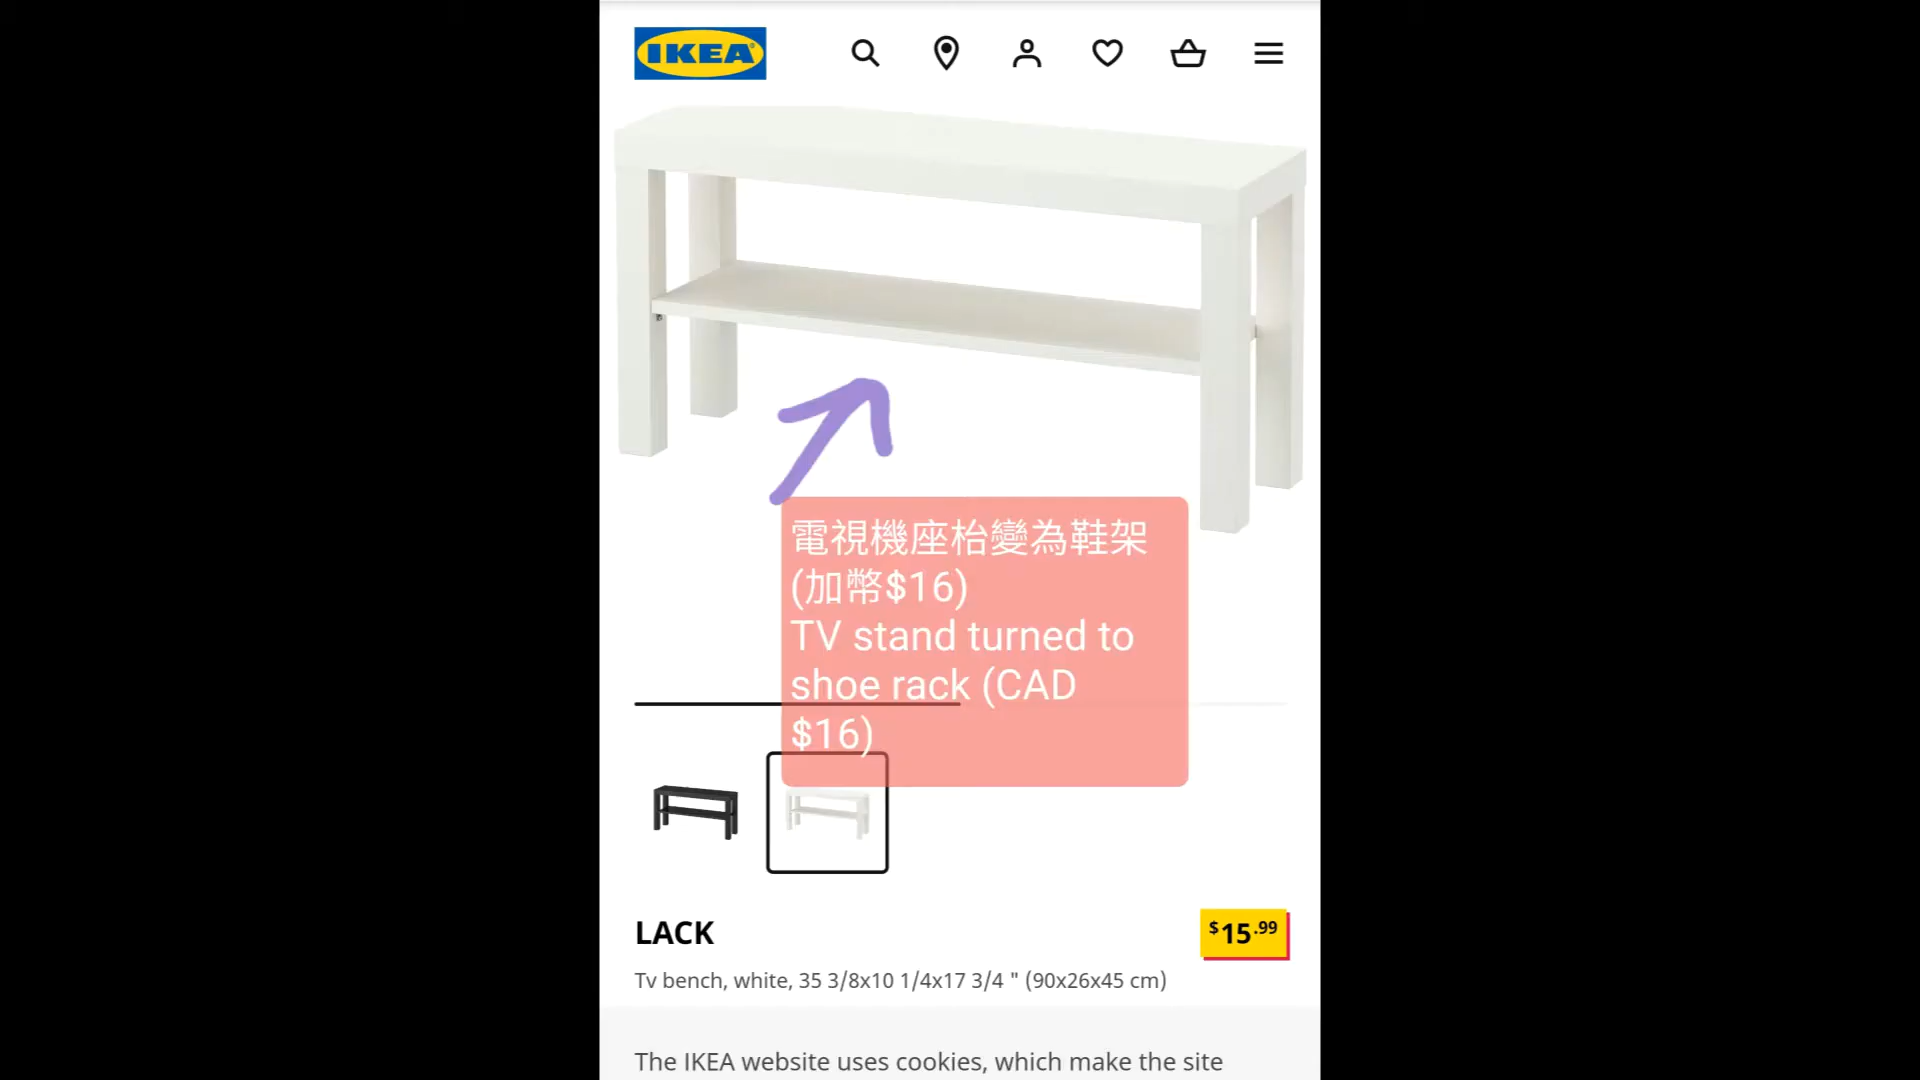 IKEA
電視機座枱變為鞋架
(加幣$16)
TV stand turned to
shoe rack (CAD
$16)
LACK
$15.99
Tv bench, white, 35 3/8x10 1/4x17 3/4 " (90x26x45 cm)
The IKEA website uses cookies, which make the site